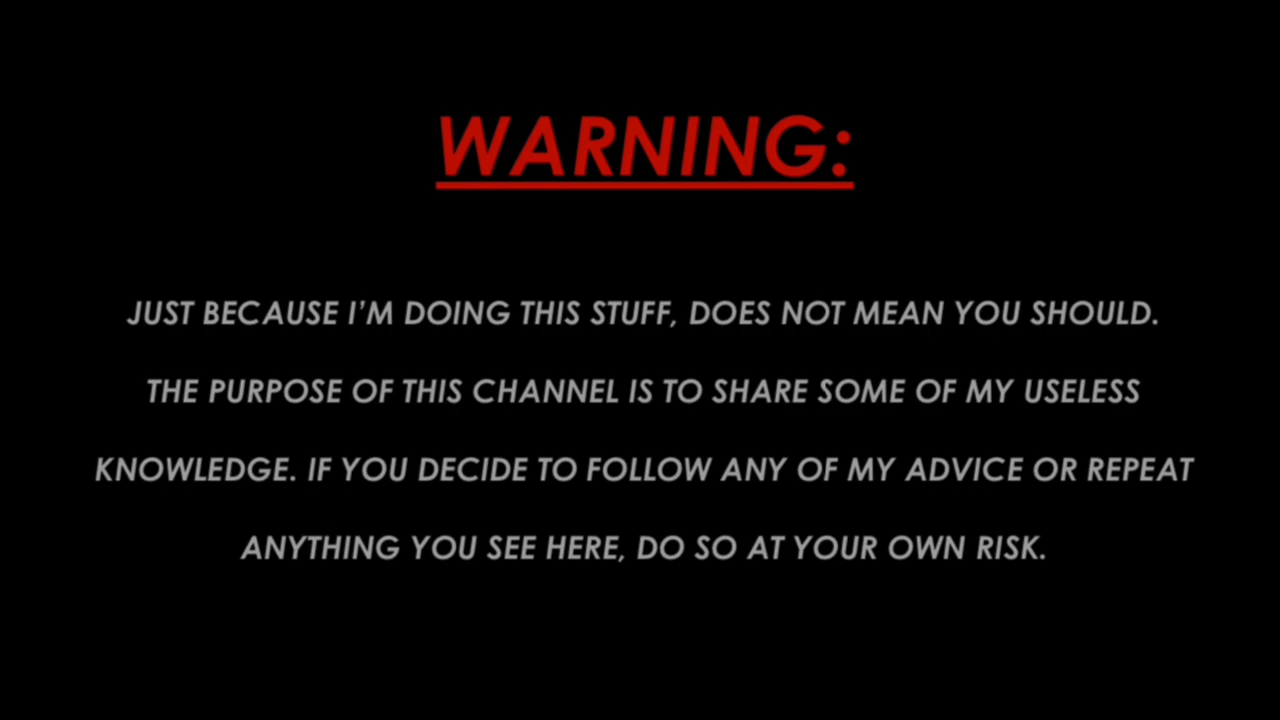 WARNING:
JUST BECAUSE I'M DOING THIS STUFF, DOES NOT MEAN YOU SHOULD.
THE PURPOSE OF THIS CHANNEL IS TO SHARE SOME OF MY USELESS
KNOWLEDGE. IF YOU DECIDE TO FOLLOW ANY OF MY ADVICE OR REPEAT
ANYTHING YOU SEE HERE, DO SO AT YOUR OWN RISK.